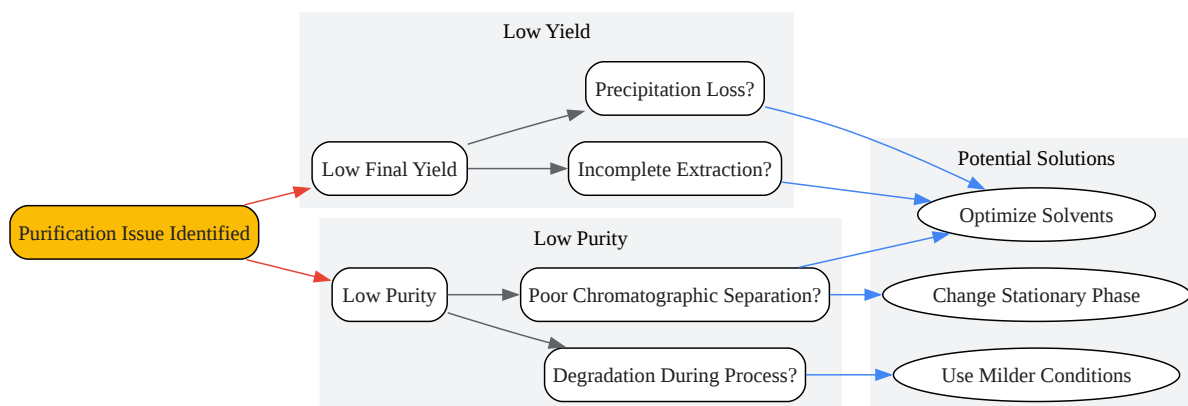 Low Yield
Precipitation Loss?
Low Final Yield
Incomplete Extraction?
Potential Solutions
Optimize Solvents
Purification Issue Identified
Low Purity
Low Purity
Poor Chromatographic Separation?
Change Stationary Phase
Degradation During Process?
Use Milder Conditions